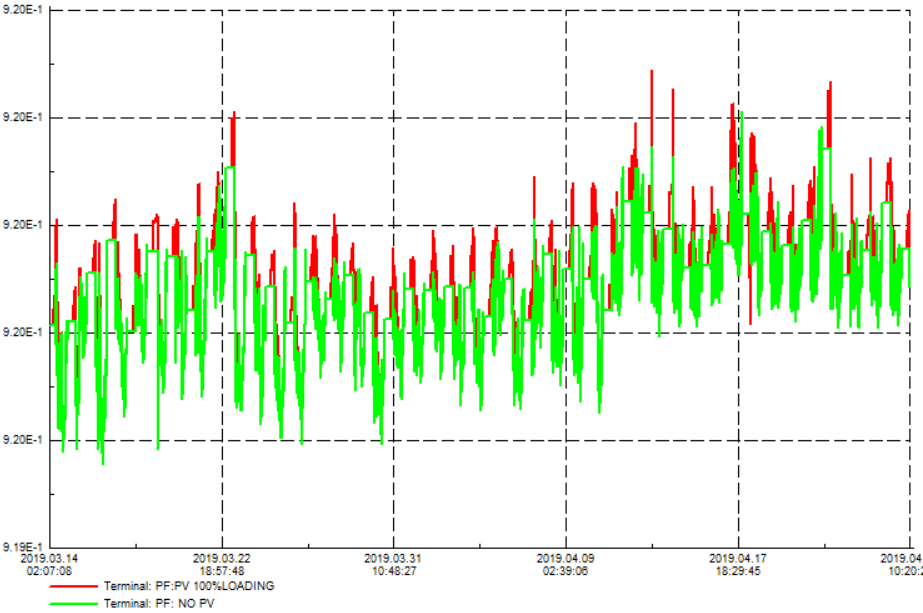 9.20E-1
9.20E-1
9.20E-1
9.20E-1
9.20E-1
9.19E-1
2019.03.14 2019.03.22 2019.03.31 2019.04.09 2019.04.17 2019.04
02:07:08 18:57:48 10:48:27 02:39:06 18:29:45 10:20:2
Terminal: PF:PV 100%LOADING
Terminal: PF: NO PV